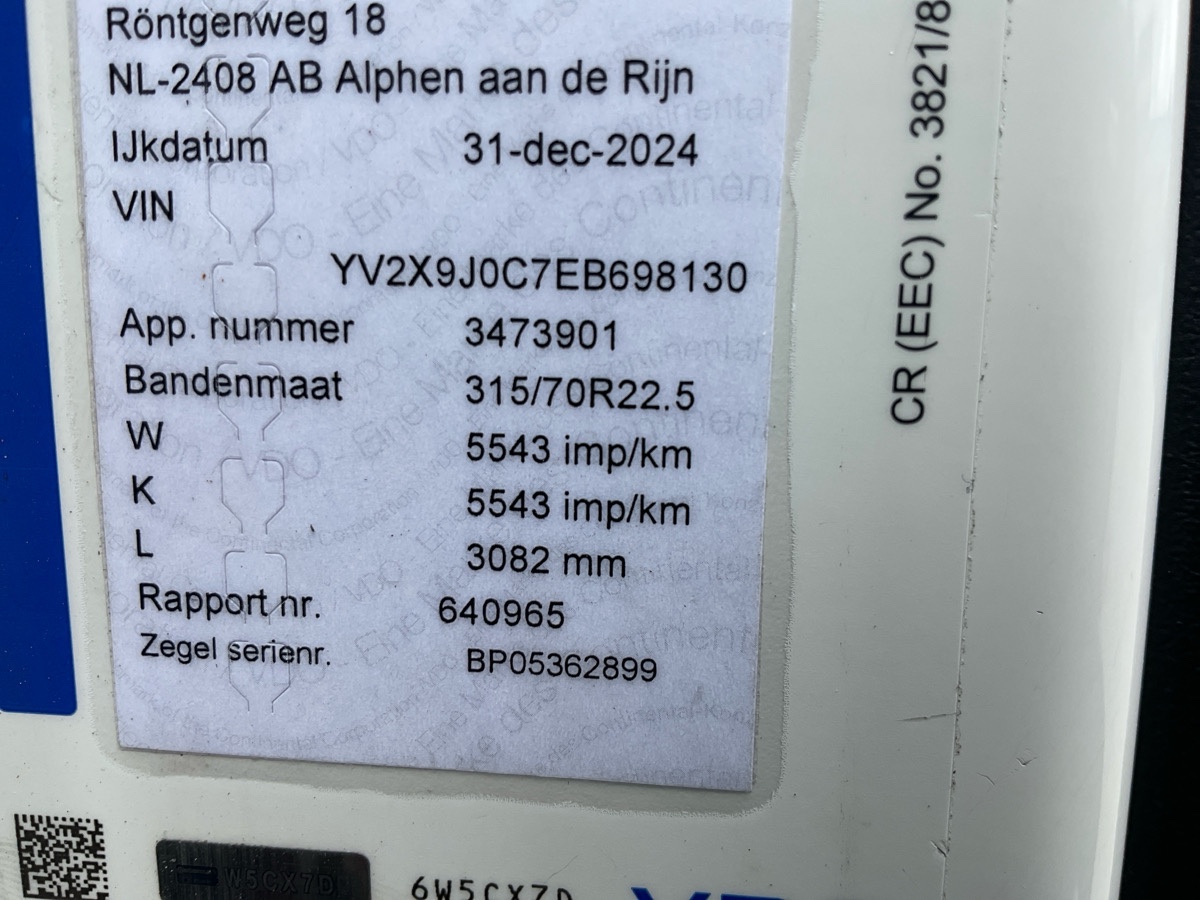 Röntgenweg 18
NL-2408 AB Alphen aan de Rijn
IJkdatum 31-dec-2024
VIN
YV2X9J0C7EB698130
App. nummer 3473901
Bandenmaat 315/70R22.5
W 5543 imp/km
K 5543 imp/km
L 3082 mm
Rapport nr. 640965
Zegel serienr. BP05362899
CR (EEC) No. 3821/8
W5CX7D
6W5CX7D